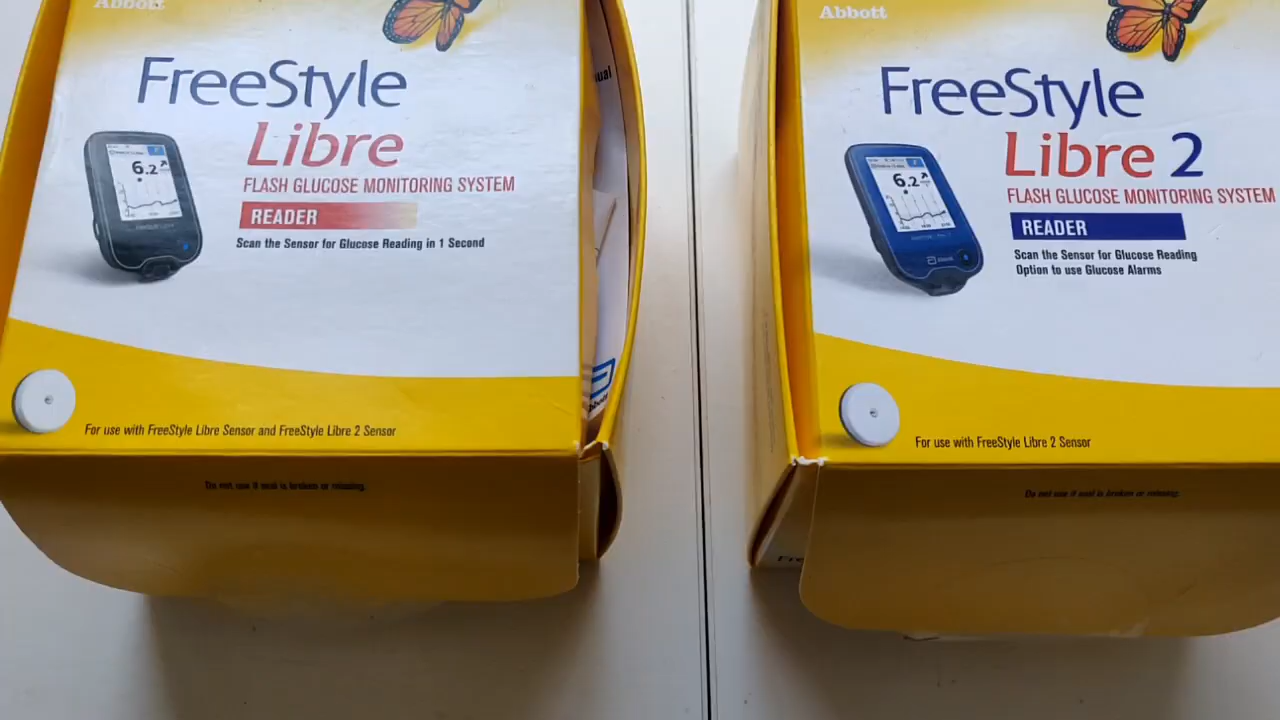 Abbott
FreeStyle
Libre
FLASH GLUCOSE MONITORING SYSTEM
READER
Scan the Sensor for Glucose Reading in 1 Second
6.2
For use with FreeStyle Libre Sensor and FreeStyle Libre 2 Sensor
Do not use if seal is broken or missing.
Abbott
FreeStyle
Libre 2
FLASH GLUCOSE MONITORING SYSTEM
READER
Scan the Sensor for Glucose Reading
Option to use Glucose Alarms
6.2
Abbott
For use with FreeStyle Libre 2 Sensor
Do not use if seal is broken or missing.